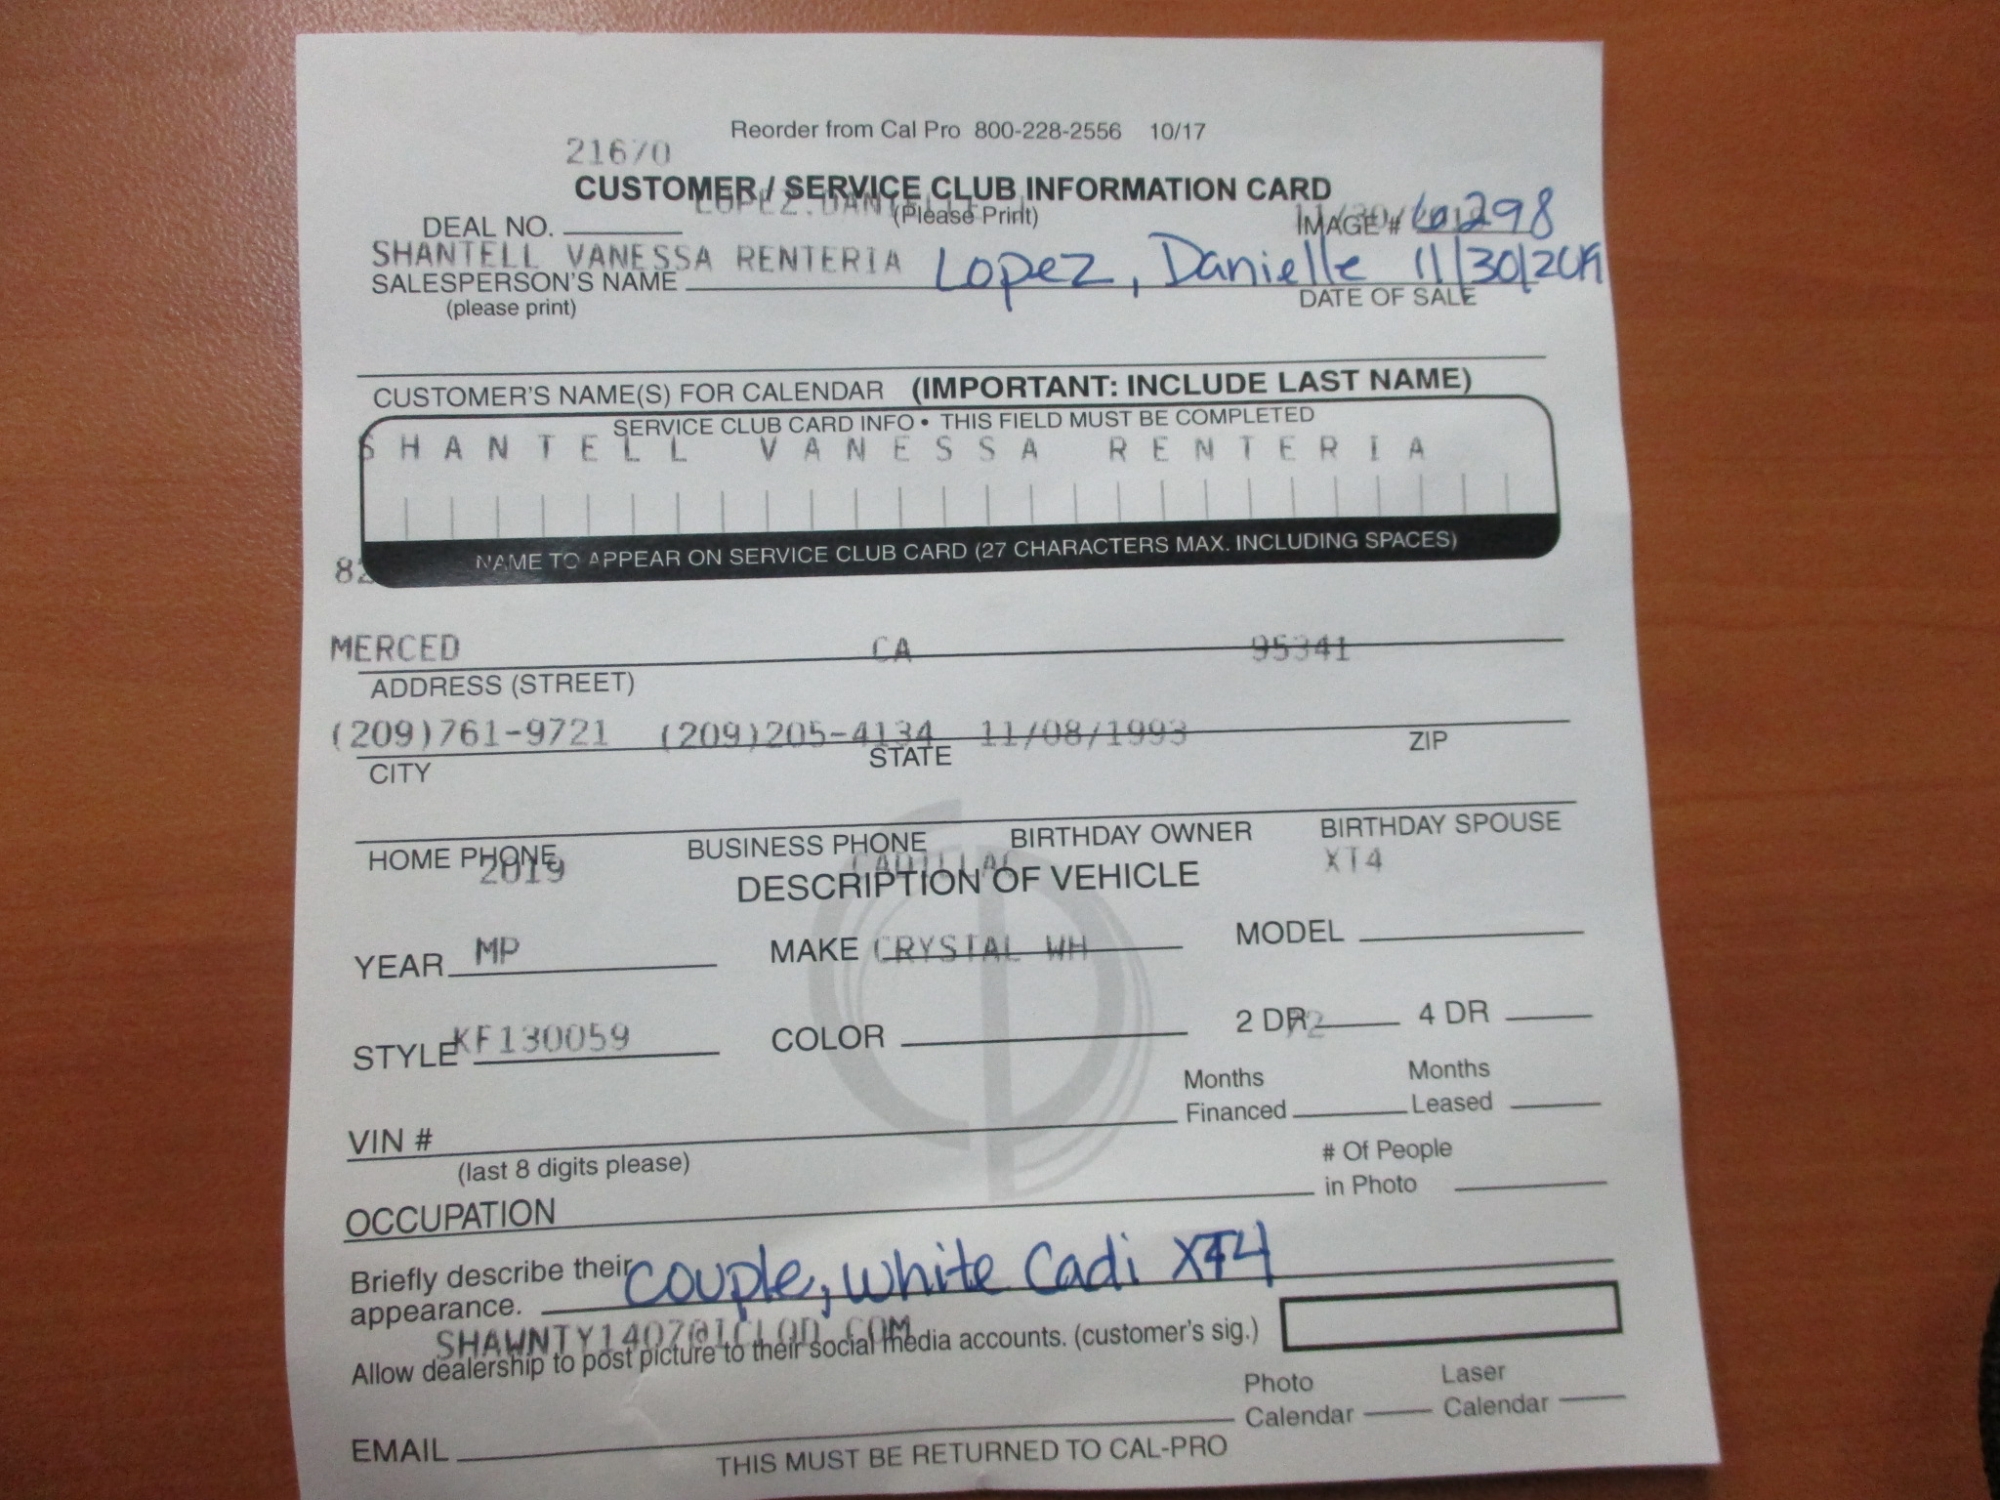 Reorder from Cal Pro 800-228-2556 10/17
21670
CUSTOMER / SERVICE CLUB INFORMATION CARD
LOPEZ, DANIELLE
(Please Print)
DEAL NO.
IMAGE # 298
SHANTELL VANESSA RENTERIA Lopez, Danielle 11/30/2019
SALESPERSON'S NAME
DATE OF SALE
(please print)
CUSTOMER'S NAME(S) FOR CALENDAR (IMPORTANT: INCLUDE LAST NAME)
SERVICE CLUB CARD INFO • THIS FIELD MUST BE COMPLETED
SHANTELL VANESSA RENTERIA
NAME TO APPEAR ON SERVICE CLUB CARD (27 CHARACTERS MAX. INCLUDING SPACES)
MERCED CA 95341
ADDRESS (STREET)
(209)761-9721 (209)205-4134 11/08/1993
CITY STATE ZIP
HOME PHONE BUSINESS PHONE BIRTHDAY OWNER BIRTHDAY SPOUSE
2019 CADILLAC XT4
DESCRIPTION OF VEHICLE
YEAR MP MAKE CRYSTAL WH MODEL
STYLE KF130059 COLOR 2 DR 72 4 DR
Months Financed Months Leased
VIN #
(last 8 digits please)
# Of People in Photo
OCCUPATION
Briefly describe their appearance. couple, white Cadi XT4
SHAWNTY1407@ICLOD.COM
Allow dealership to post picture to their social media accounts. (customer's sig.)
Photo Calendar Laser Calendar
EMAIL
THIS MUST BE RETURNED TO CAL-PRO